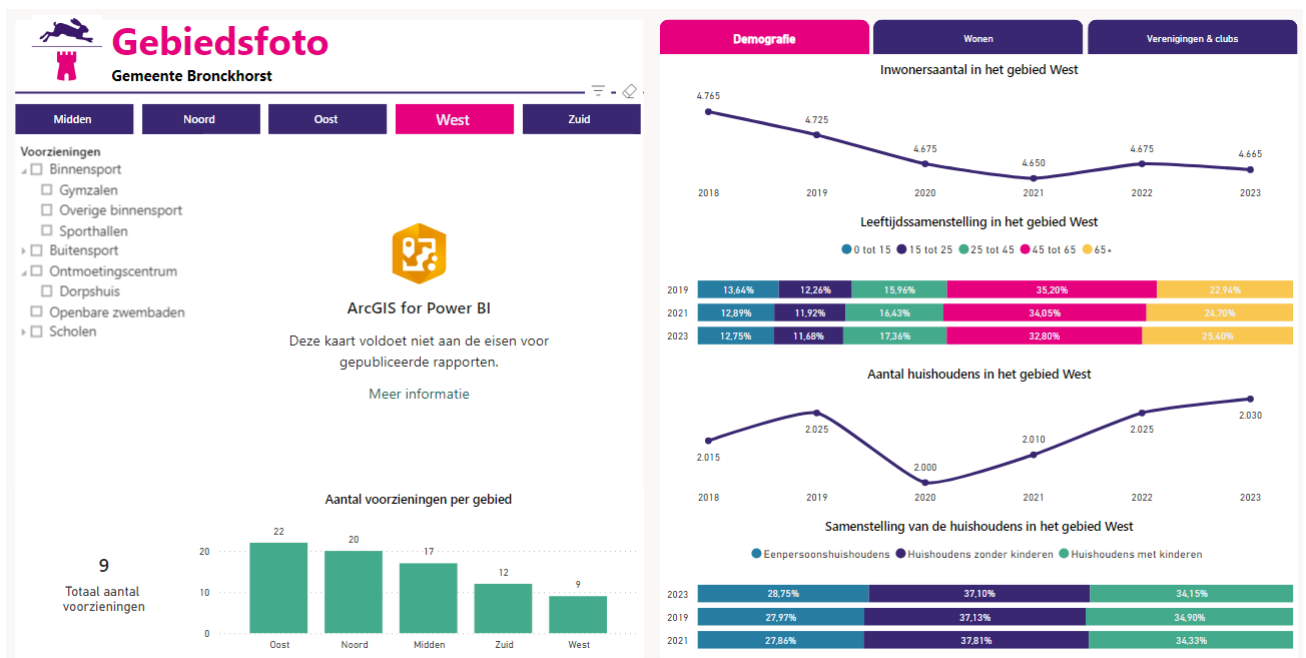 Gebiedsfoto
Gemeente Bronckhorst
Midden
Noord
Oost
West
Zuid
Voorzieningen
Binnensport
Gymzalen
Overige binnensport
Sporthallen
Buitensport
Ontmoetingscentrum
Dorpshuis
Openbare zwembaden
Scholen
ArcGIS for Power BI
Deze kaart voldoet niet aan de eisen voor
gepubliceerde rapporten.
Meer informatie
9
Totaal aantal
voorzieningen
Aantal voorzieningen per gebied
22
20
17
12
9
20
10
0
Oost Noord Midden Zuid West
Demografie
Wonen
Verenigingen & clubs
Inwonersaantal in het gebied West
4.765
4.725
4.675
4.650
4.675
4.665
2018 2019 2020 2021 2022 2023
Leeftijdssamenstelling in het gebied West
0 tot 15 15 tot 25 25 tot 45 45 tot 65 65+
2019 13,64% 12,26% 15,96% 35,20% 22,94%
2021 12,89% 11,92% 16,43% 34,05% 24,70%
2023 12,75% 11,68% 17,36% 32,80% 25,40%
Aantal huishoudens in het gebied West
2.015
2.025
2.000
2.010
2.025
2.030
2018 2019 2020 2021 2022 2023
Samenstelling van de huishoudens in het gebied West
Eenpersoonshuishoudens Huishoudens zonder kinderen Huishoudens met kinderen
2023 28,75% 37,10% 34,15%
2019 27,97% 37,13% 34,90%
2021 27,86% 37,81% 34,33%